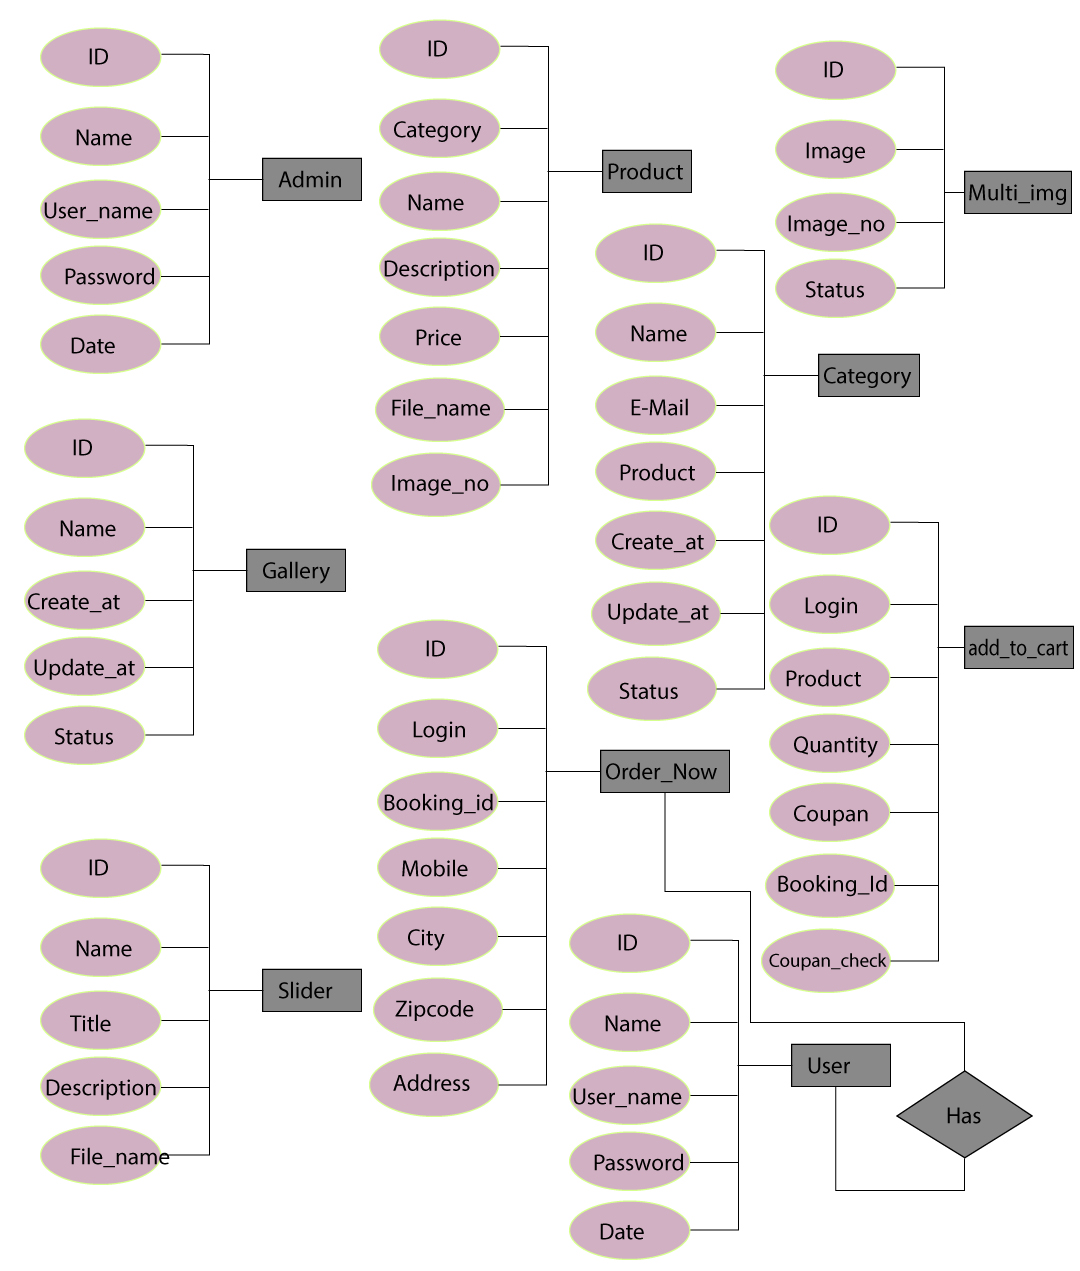 ID
Name
User_name
Password
Date
Admin
ID
Category
Name
Description
Price
File_name
Image_no
Product
ID
Image
Image_no
Status
Multi_img
ID
Name
E-Mail
Product
Create_at
Update_at
Status
Category
ID
Name
Create_at
Update_at
Status
Gallery
ID
Login
Booking_id
Mobile
City
Zipcode
Address
Order_Now
ID
Login
Product
Quantity
Coupan
Booking_Id
Coupan_check
add_to_cart
ID
Name
Title
Description
File_name
Slider
ID
Name
User_name
Password
Date
User
Has